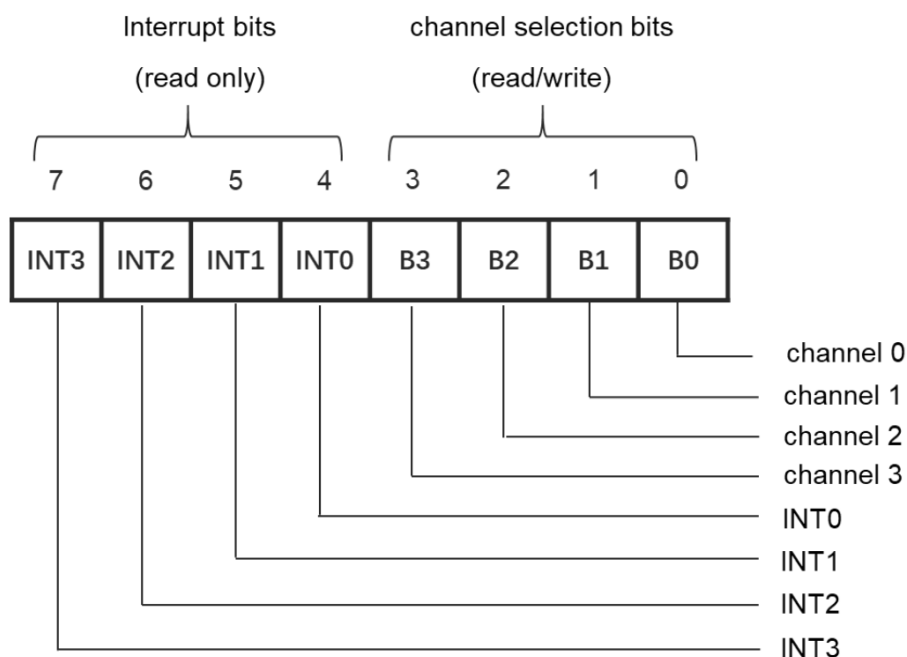 Interrupt bits channel selection bits
(read only) (read/write)
7 6 5 4 3 2 1 0
INT3 INT2 INT1 INT0 B3 B2 B1 B0
channel 0
channel 1
channel 2
channel 3
INT0
INT1
INT2
INT3